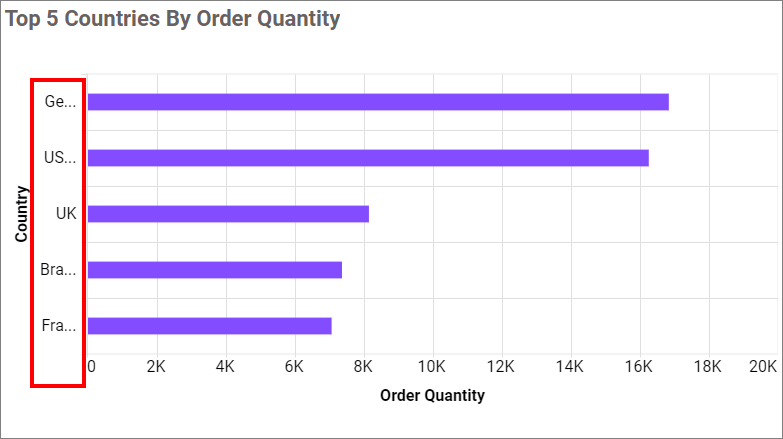 Top 5 Countries By Order Quantity
Country
Ge...
US...
UK
Bra...
Fra...
0 2K 4K 6K 8K 10K 12K 14K 16K 18K 20K
Order Quantity